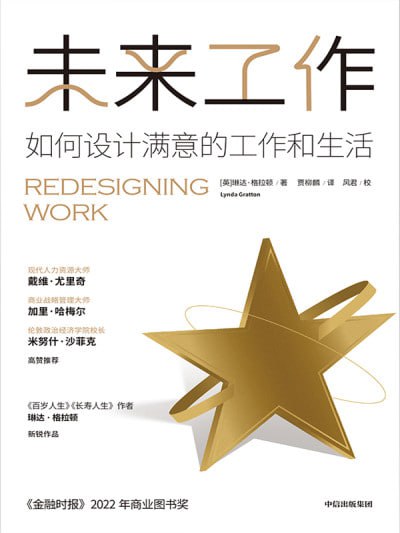 未来工作
如何设计满意的工作和生活
REDESIGNING
WORK
[英]琳达·格拉顿 / 著 贾柳麟 / 译 风君 / 校
Lynda Gratton
现代人力资源大师
戴维·尤里奇
商业战略管理大师
加里·哈梅尔
伦敦政治经济学院校长
米努什·沙菲克
高赞推荐
《百岁人生》《长寿人生》作者
琳达·格拉顿
新锐作品
《金融时报》2022 年商业图书奖
中信出版集团